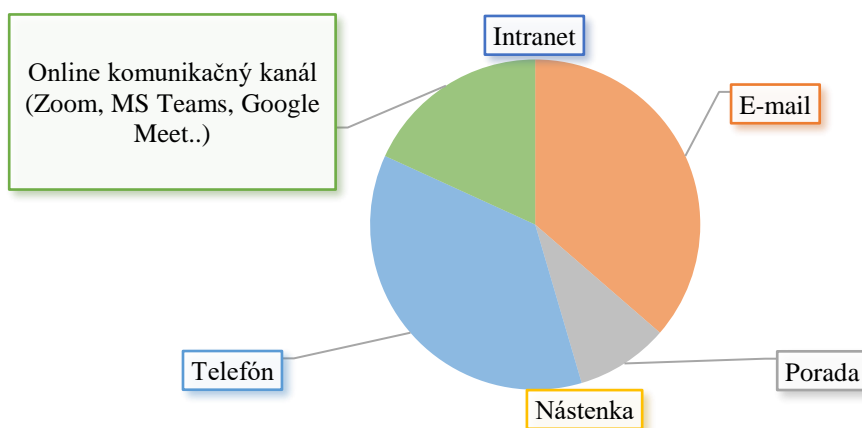 Intranet
Online komunikačný kanál
(Zoom, MS Teams, Google
Meet..)
E-mail
Telefón
Porada
Nástenka